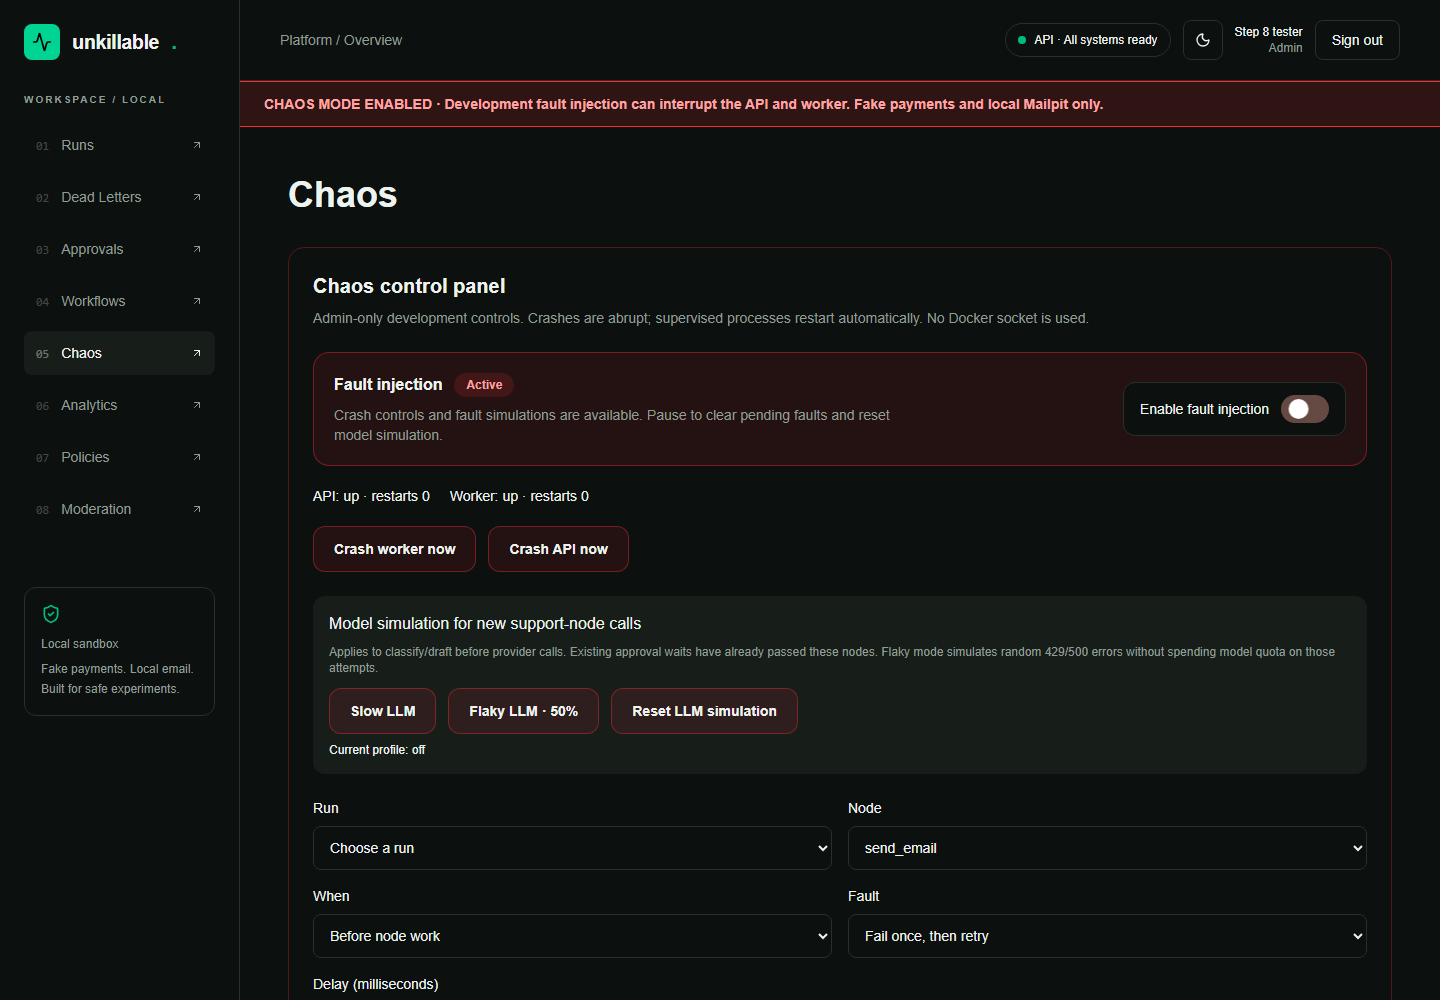 unkillable .
Platform / Overview
API · All systems ready
Step 8 tester
Admin
Sign out
WORKSPACE / LOCAL
01 Runs
02 Dead Letters
03 Approvals
04 Workflows
05 Chaos
06 Analytics
07 Policies
08 Moderation
Local sandbox
Fake payments. Local email.
Built for safe experiments.
CHAOS MODE ENABLED · Development fault injection can interrupt the API and worker. Fake payments and local Mailpit only.
Chaos
Chaos control panel
Admin-only development controls. Crashes are abrupt; supervised processes restart automatically. No Docker socket is used.
Fault injection Active
Crash controls and fault simulations are available. Pause to clear pending faults and reset
model simulation.
Enable fault injection
API: up · restarts 0 Worker: up · restarts 0
Crash worker now Crash API now
Model simulation for new support-node calls
Applies to classify/draft before provider calls. Existing approval waits have already passed these nodes. Flaky mode simulates random 429/500 errors without spending model quota on those
attempts.
Slow LLM Flaky LLM · 50% Reset LLM simulation
Current profile: off
Run Node
Choose a run send_email
When Fault
Before node work Fail once, then retry
Delay (milliseconds)